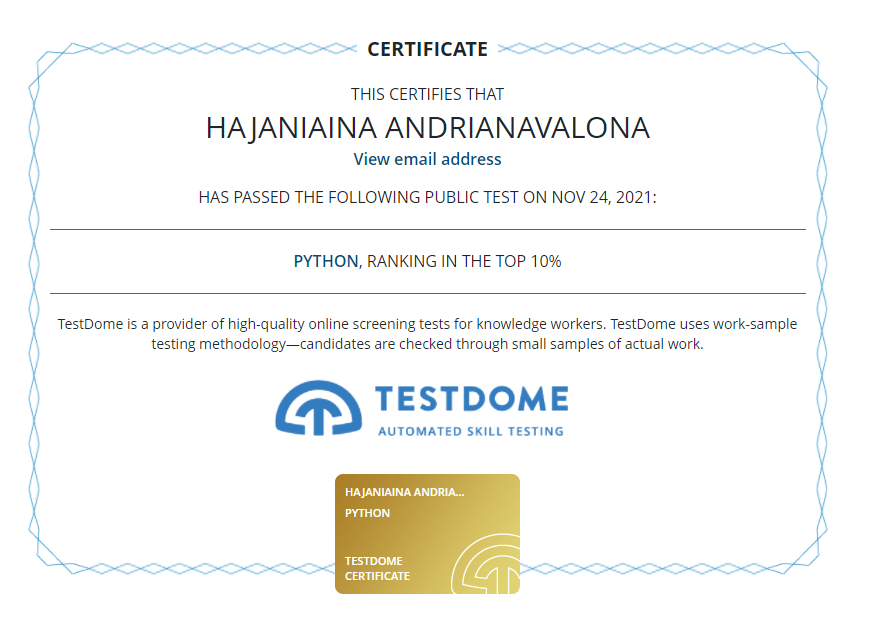 CERTIFICATE
THIS CERTIFIES THAT
HAJANIAINA ANDRIANAVALONA
View email address
HAS PASSED THE FOLLOWING PUBLIC TEST ON NOV 24, 2021:
PYTHON, RANKING IN THE TOP 10%
TestDome is a provider of high-quality online screening tests for knowledge workers. TestDome uses work-sample
testing methodology—candidates are checked through small samples of actual work.
TESTDOME
AUTOMATED SKILL TESTING
HAJANIAINA ANDRIA...
PYTHON
TESTDOME
CERTIFICATE